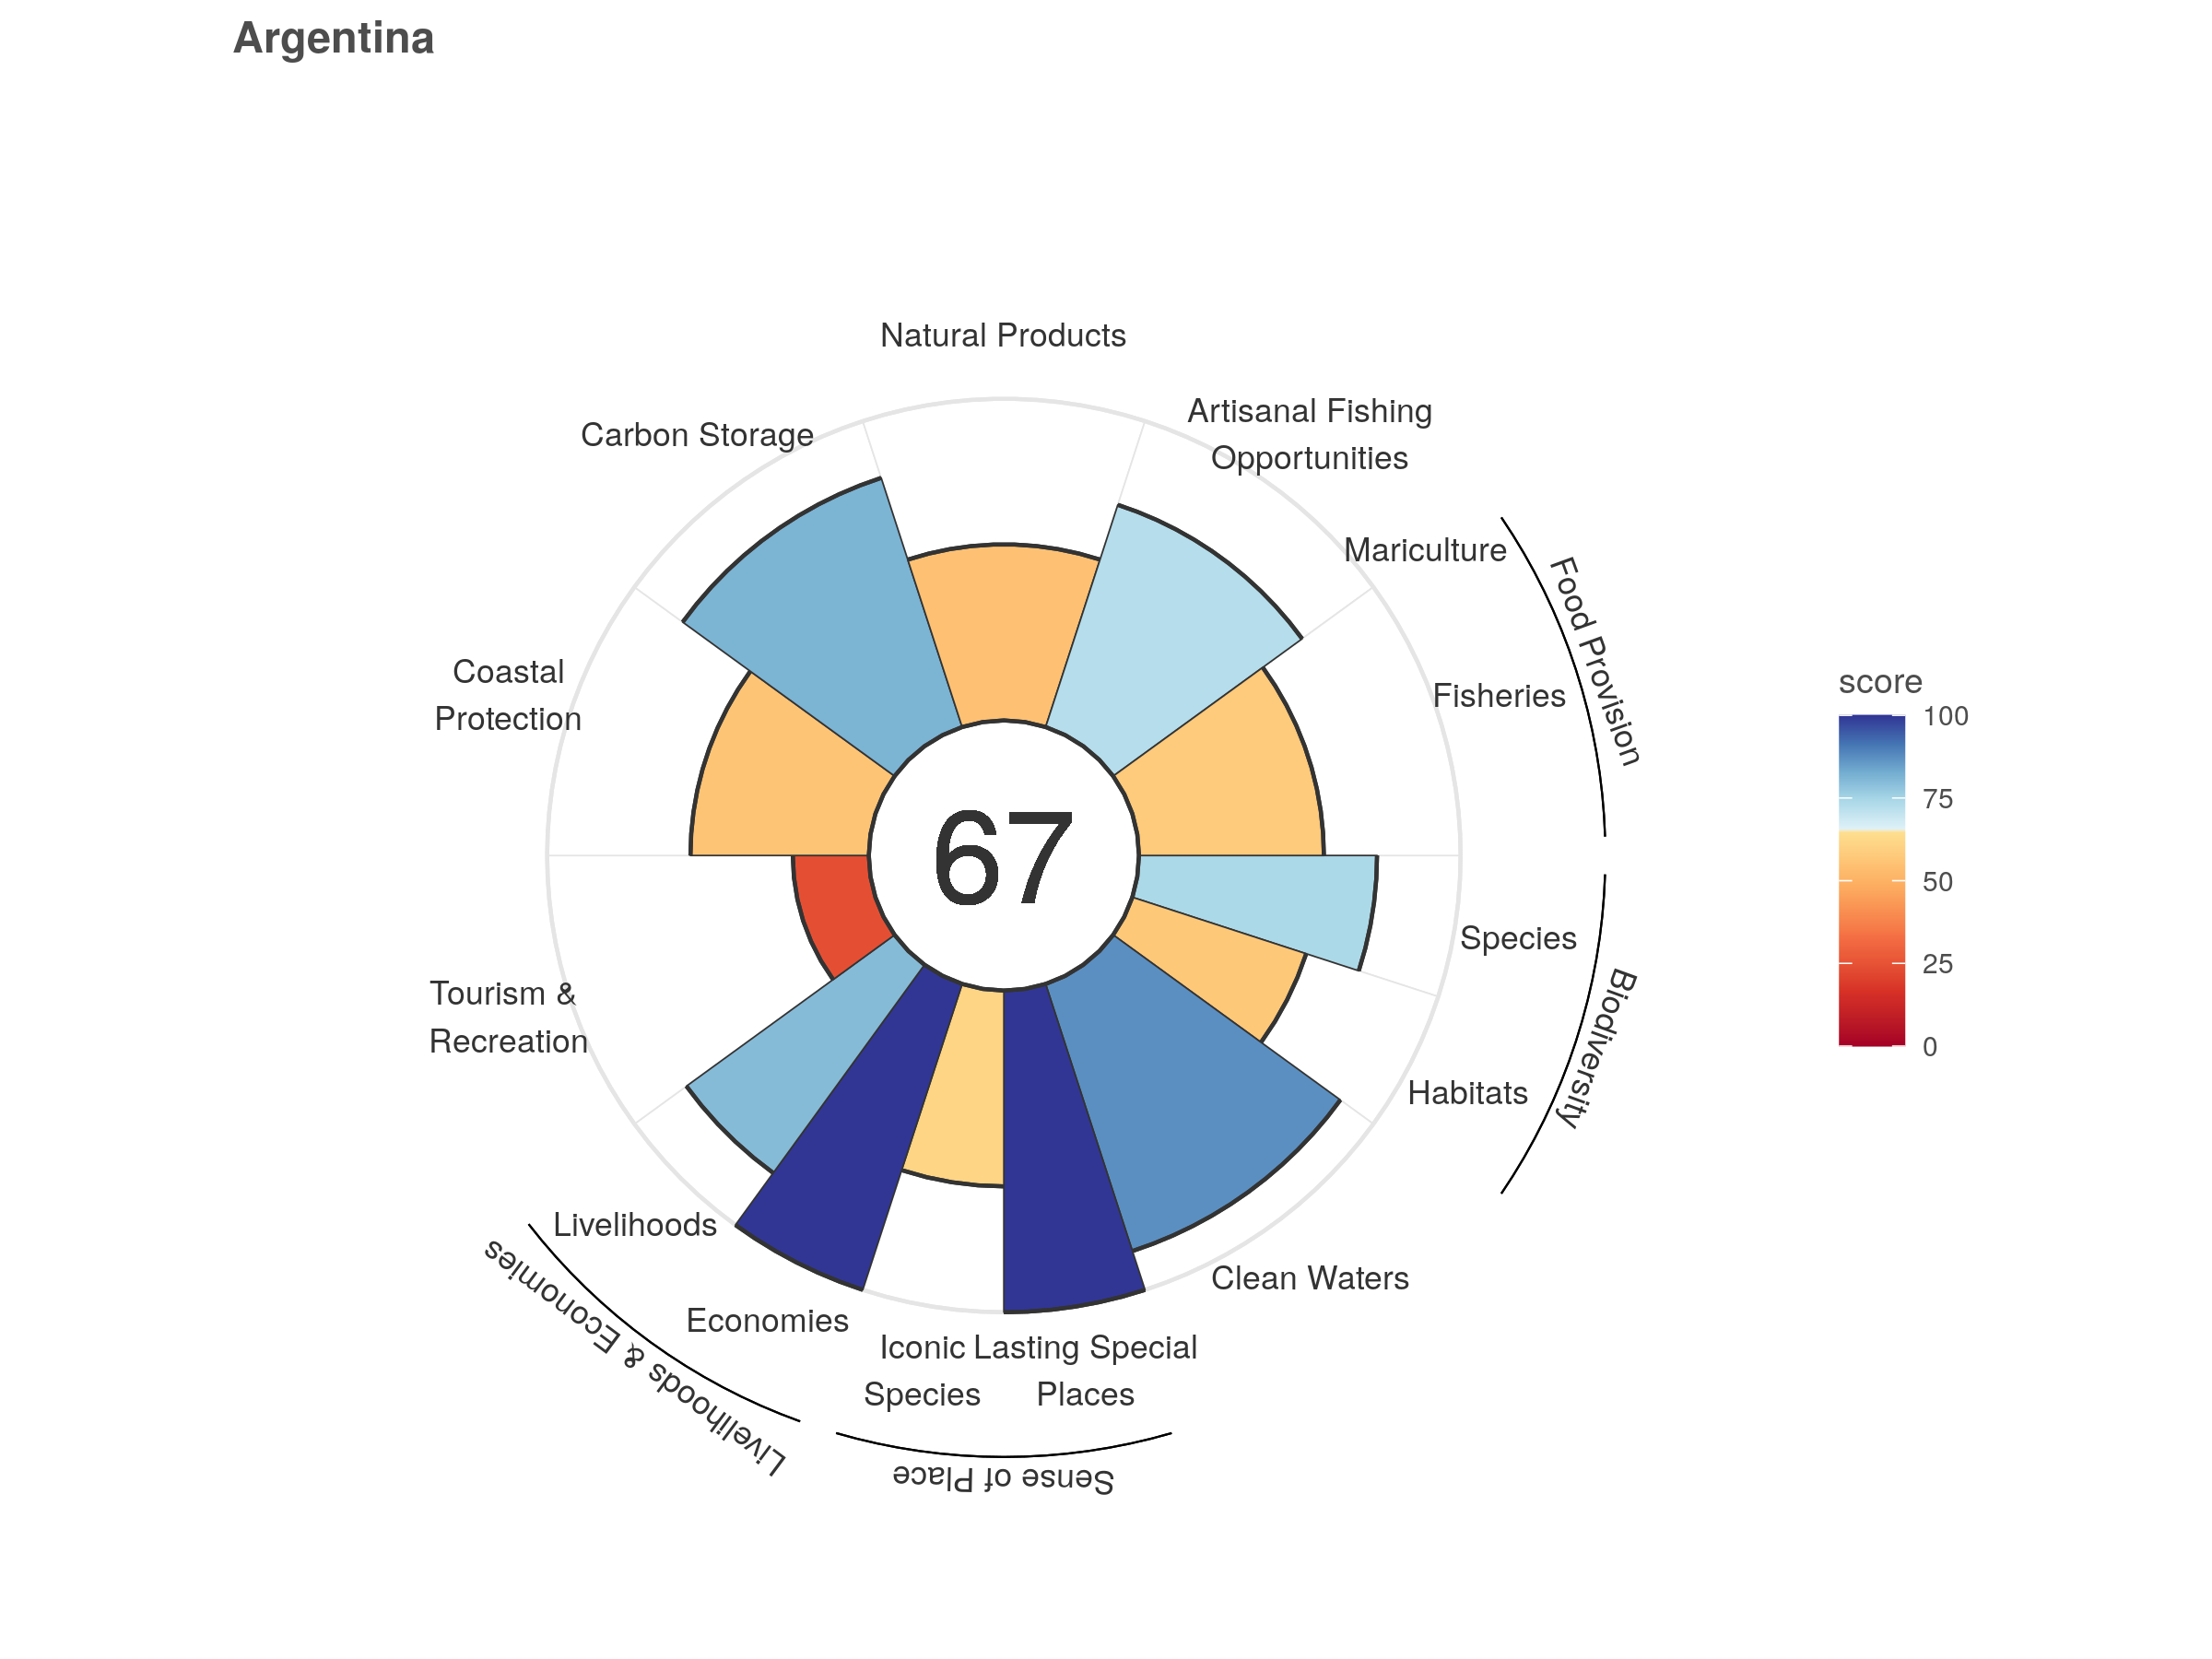 Argentina
Natural Products
Artisanal Fishing
Opportunities
Carbon Storage
Mariculture
Food Provision
Fisheries
Coastal
Protection
score
100
75
50
25
0
67
Species
Biodiversity
Tourism &
Recreation
Habitats
Livelihoods
Clean Waters
Economies
Livelihoods & Economies
Iconic
Species
Lasting Special
Places
Sense of Place